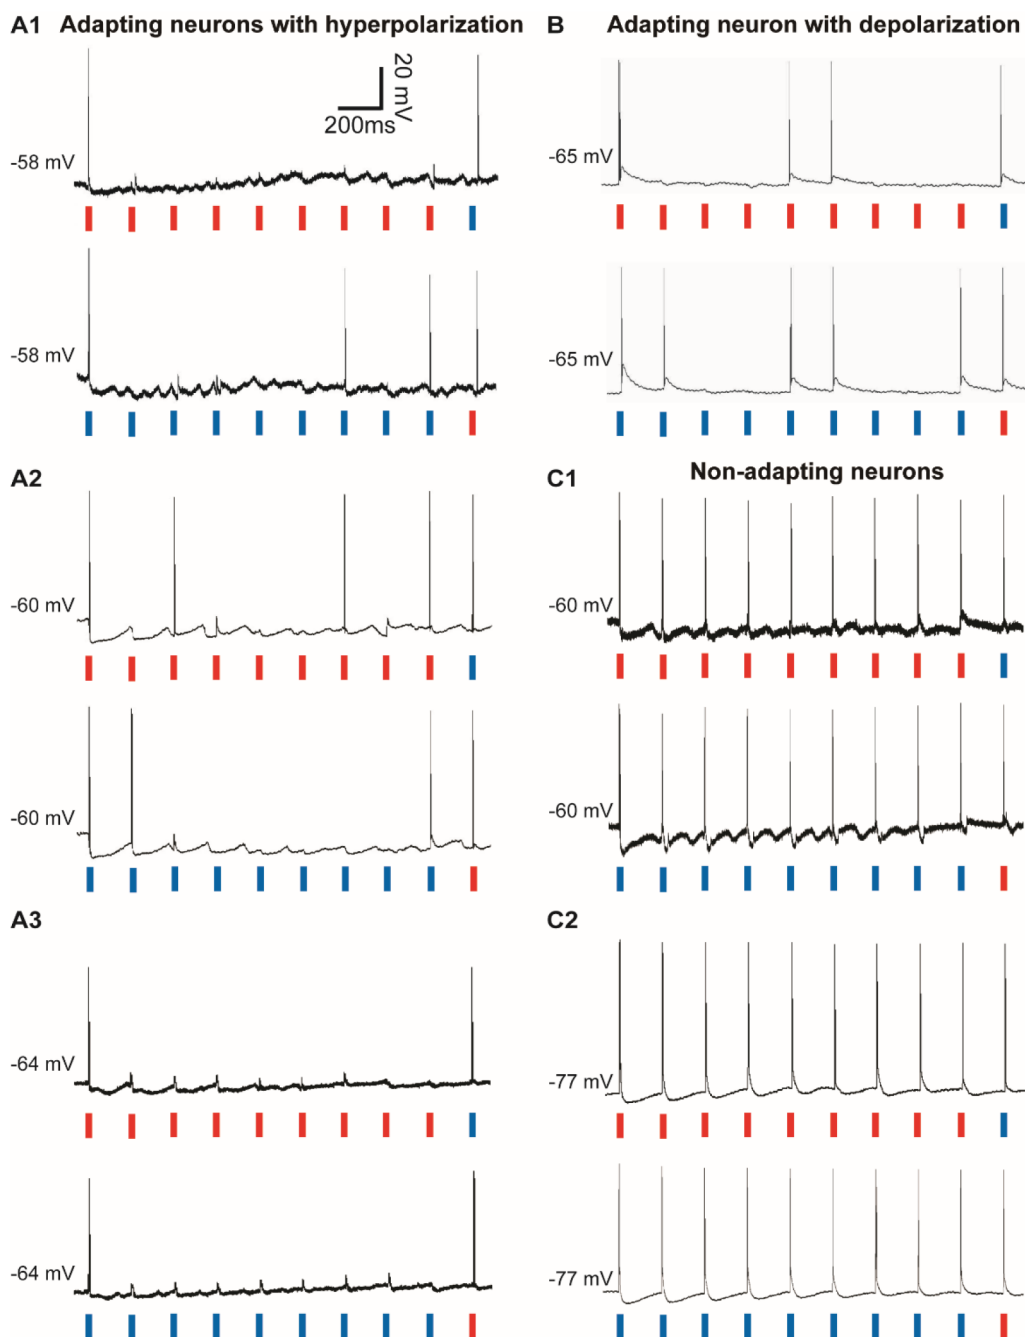 A1 Adapting neurons with hyperpolarization
20 mV
200ms
-58 mV
-58 mV
A2
-60 mV
-60 mV
A3
-64 mV
-64 mV
B Adapting neuron with depolarization
-65 mV
-65 mV
Non-adapting neurons
C1
-60 mV
-60 mV
C2
-77 mV
-77 mV